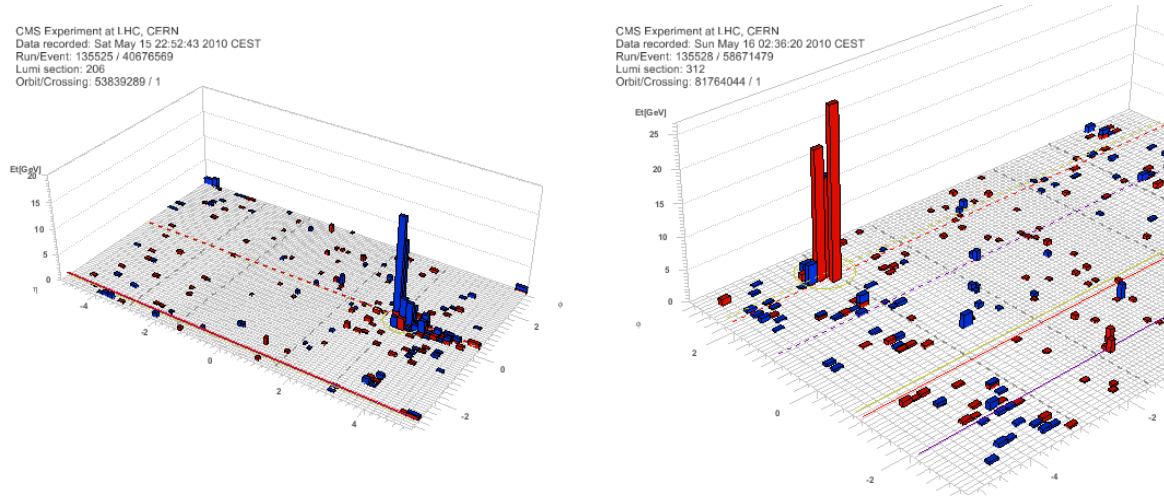 CMS Experiment at LHC, CERN
Data recorded: Sat May 15 22:52:43 2010 CEST
Run/Event: 135525 / 40676569
Lumi section: 206
Orbit/Crossing: 53839289 / 1
Et[GeV]
20
15
10
5
0
η
-4
-2
0
2
4
φ
2
0
-2
CMS Experiment at LHC, CERN
Data recorded: Sun May 16 02:36:20 2010 CEST
Run/Event: 135528 / 58671479
Lumi section: 312
Orbit/Crossing: 81764044 / 1
Et[GeV]
25
20
15
10
5
0
φ
2
0
-2
-4
-2